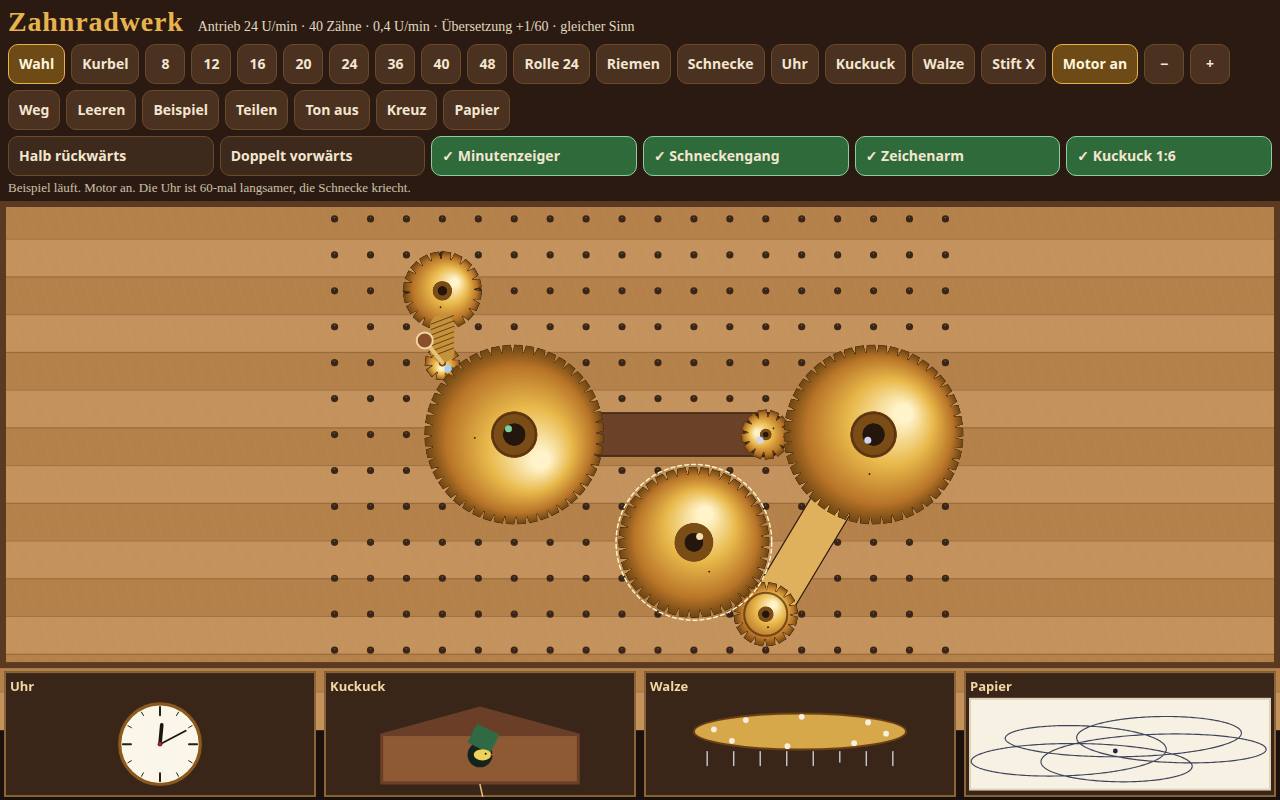 Zahnradwerk Antrieb 24 U/min · 40 Zähne · 0,4 U/min · Übersetzung +1/60 · gleicher Sinn
Wahl Kurbel 8 12 16 20 24 36 40 48 Rolle 24 Riemen Schnecke Uhr Kuckuck Walze Stift X Motor an − +
Weg Leeren Beispiel Teilen Ton aus Kreuz Papier
Halb rückwärts Doppelt vorwärts ✓ Minutenzeiger ✓ Schneckengang ✓ Zeichenarm ✓ Kuckuck 1:6
Beispiel läuft. Motor an. Die Uhr ist 60-mal langsamer, die Schnecke kriecht.
Uhr Kuckuck Walze Papier